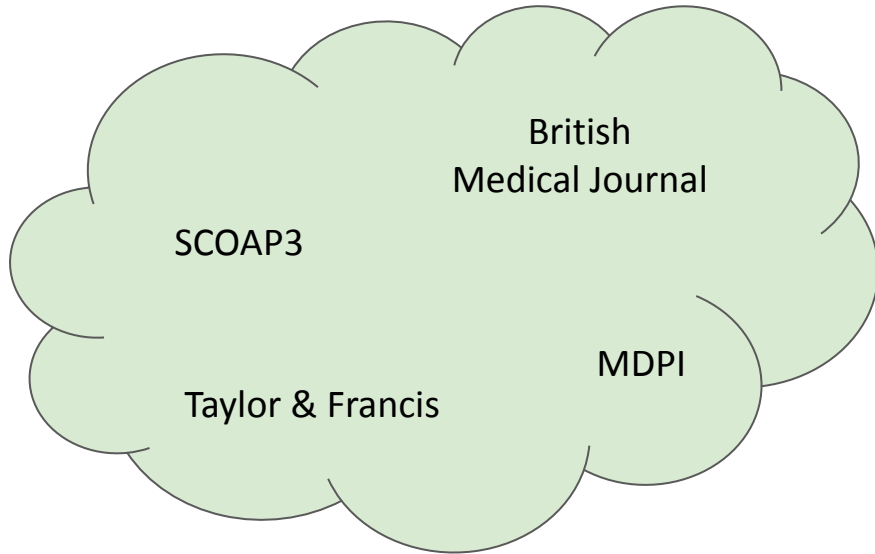 British
Medical Journal
SCOAP3
MDPI
Taylor & Francis